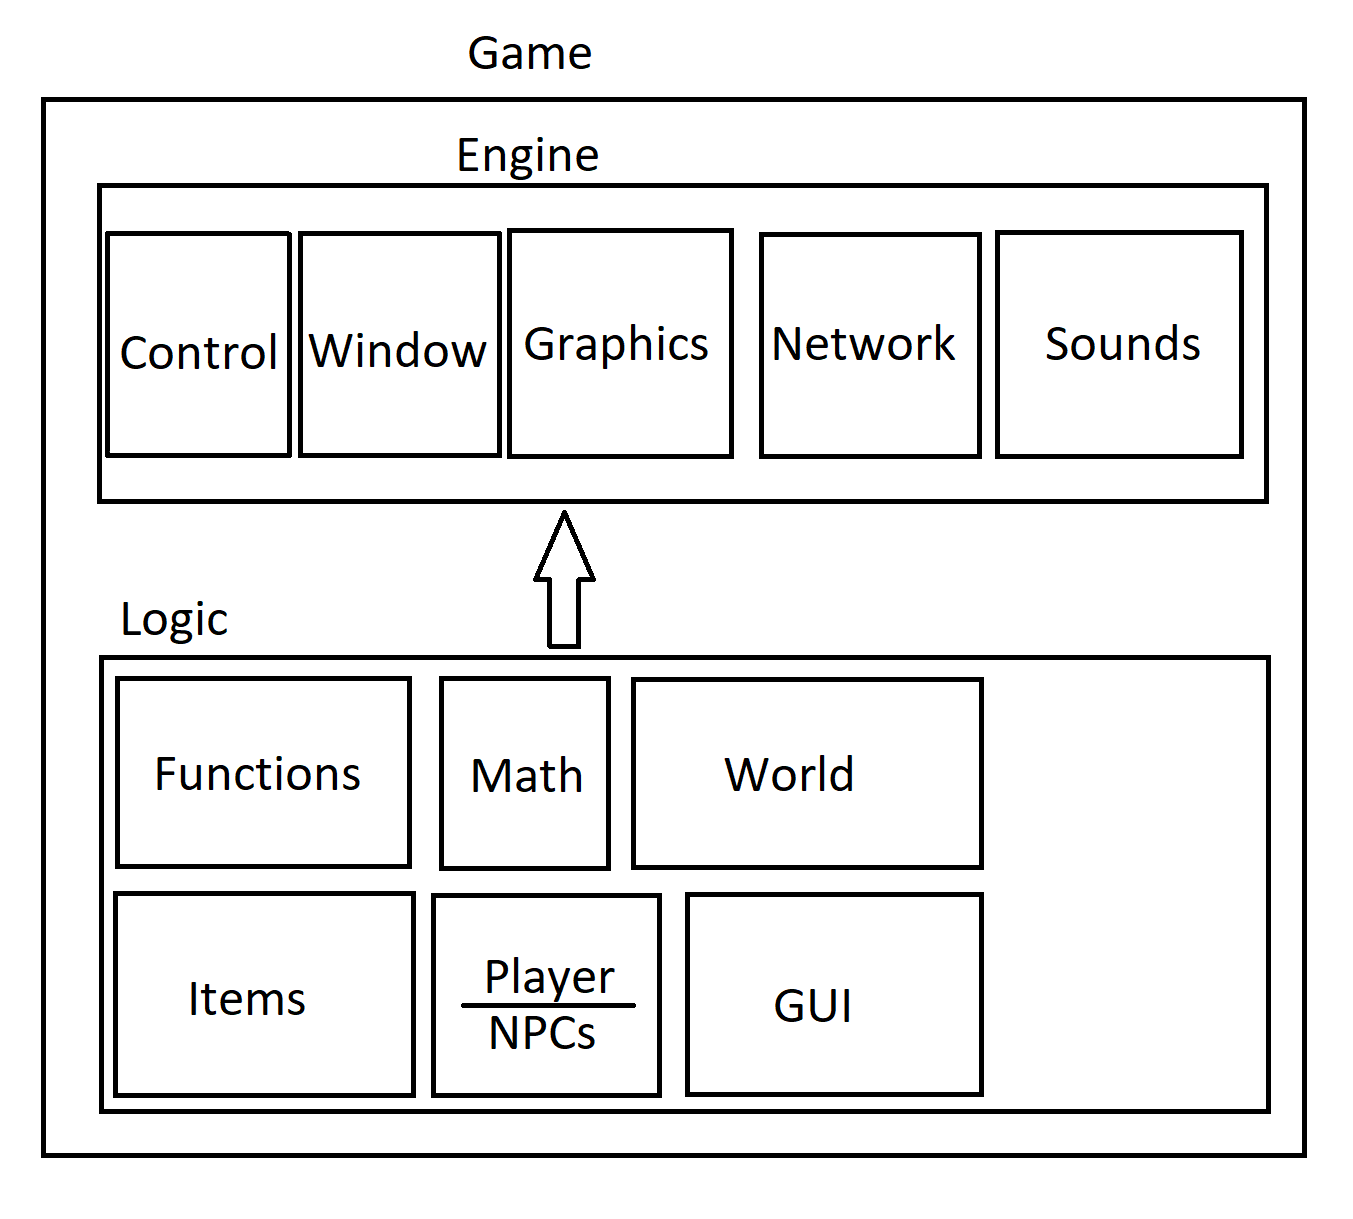 Game
Engine
Control
Window
Graphics
Network
Sounds
Logic
Functions
Math
World
Items
Player
NPCs
GUI